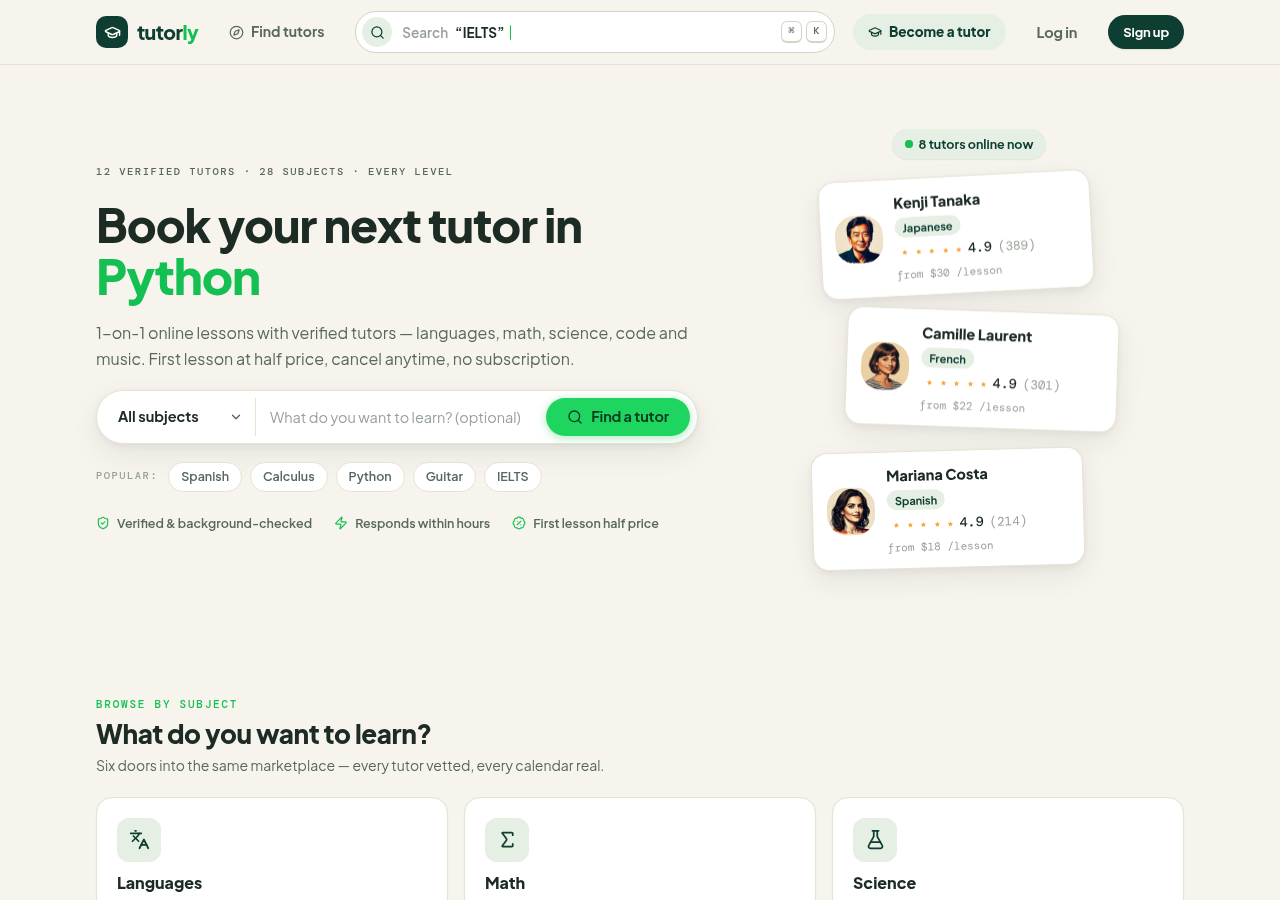 tutorly
Find tutors
Search “IELTS”
⌘ K
Become a tutor
Log in
Sign up
12 VERIFIED TUTORS · 28 SUBJECTS · EVERY LEVEL
Book your next tutor in
Python
1-on-1 online lessons with verified tutors — languages, math, science, code and
music. First lesson at half price, cancel anytime, no subscription.
All subjects
What do you want to learn? (optional)
Find a tutor
POPULAR:
Spanish
Calculus
Python
Guitar
IELTS
Verified & background-checked
Responds within hours
First lesson half price
8 tutors online now
Kenji Tanaka
Japanese
★ ★ ★ ★ ★ 4.9 (389)
from $30 /lesson
Camille Laurent
French
★ ★ ★ ★ ★ 4.9 (301)
from $22 /lesson
Mariana Costa
Spanish
★ ★ ★ ★ ★ 4.9 (214)
from $18 /lesson
BROWSE BY SUBJECT
What do you want to learn?
Six doors into the same marketplace — every tutor vetted, every calendar real.
Languages
Math
Science